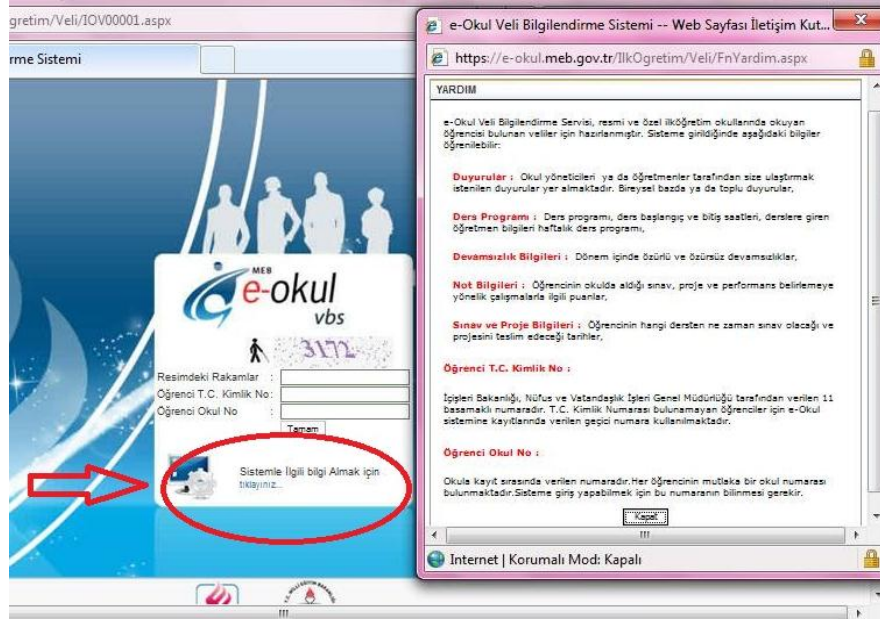 gretim/Veli/IOV00001.aspx
rme Sistemi
MEB
e-okul
vbs
3172
Resimdeki Rakamlar :
Öğrenci T.C. Kimlik No:
Öğrenci Okul No :
Tamam
Sistemle İlgili bilgi Almak için
tıklayınız...
e-Okul Veli Bilgilendirme Sistemi -- Web Sayfası İletişim Kut...
https://e-okul.meb.gov.tr/IlkOgretim/Veli/FnYardim.aspx
YARDIM
e-Okul Veli Bilgilendirme Servisi, resmi ve özel ilköğretim okullarında okuyan
öğrencisi bulunan veliler için hazırlanmıştır. Sisteme girildiğinde aşağıdaki bilgiler
öğrenilebilir:
Duyurular : Okul yöneticileri ya da öğretmenler tarafından size ulaştırmak
istenilen duyurular yer almaktadır. Bireysel bazda ya da toplu duyurular,
Ders Programı : Ders programı, ders başlangıç ve bitiş saatleri, derslere giren
öğretmen bilgileri haftalık ders programı,
Devamsızlık Bilgileri : Dönem içinde özürlü ve özürsüz devamsızlıklar,
Not Bilgileri : Öğrencinin okulda aldığı sınav, proje ve performans belirlemeye
yönelik çalışmalarla ilgili puanlar,
Sınav ve Proje Bilgileri : Öğrencinin hangi dersten ne zaman sınav olacağı ve
projesini teslim edeceği tarihler,
Öğrenci T.C. Kimlik No :
İçişleri Bakanlığı, Nüfus ve Vatandaşlık İşleri Genel Müdürlüğü tarafından verilen 11
basamaklı numaradır. T.C. Kimlik Numarası bulunamayan öğrenciler için e-Okul
sistemine kayıtlarında verilen geçici numara kullanılmaktadır.
Öğrenci Okul No :
Okula kayıt sırasında verilen numaradır.Her öğrencinin mutlaka bir okul numarası
bulunmaktadır.Sisteme giriş yapabilmek için bu numaranın bilinmesi gerekir.
Kapat
Internet | Korumalı Mod: Kapalı